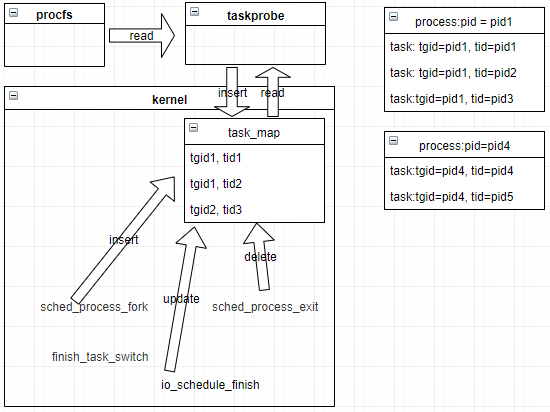 procfs
read
taskprobe
insert
read
kernel
task_map
tgid1, tid1
tgid1, tid2
tgid2, tid3
insert
update
delete
sched_process_fork
sched_process_exit
finish_task_switch
io_schedule_finish
process:pid = pid1
task: tgid=pid1, tid=pid1
task: tgid=pid1, tid=pid2
task:tgid=pid1, tid=pid3
process:pid=pid4
task:tgid=pid4, tid=pid4
task:tgid=pid4, tid=pid5